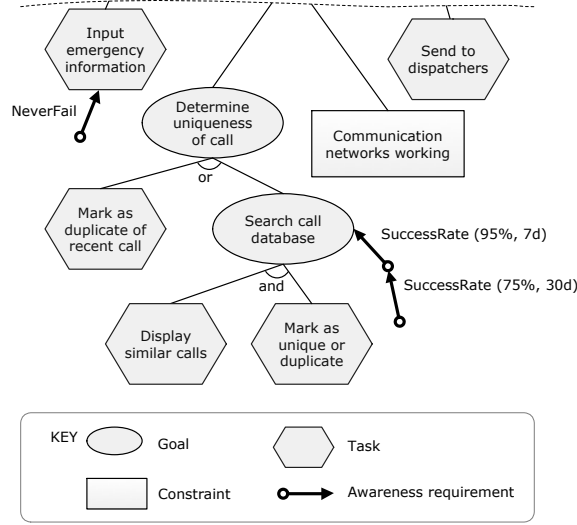 Input
emergency
information
Send to
dispatchers
NeverFail
Determine
uniqueness
of call
Communication
networks working
or
Mark as
duplicate of
recent call
Search call
database
SuccessRate (95%, 7d)
SuccessRate (75%, 30d)
and
Display
similar calls
Mark as
unique or
duplicate
KEY
Goal
Task
Constraint
Awareness requirement